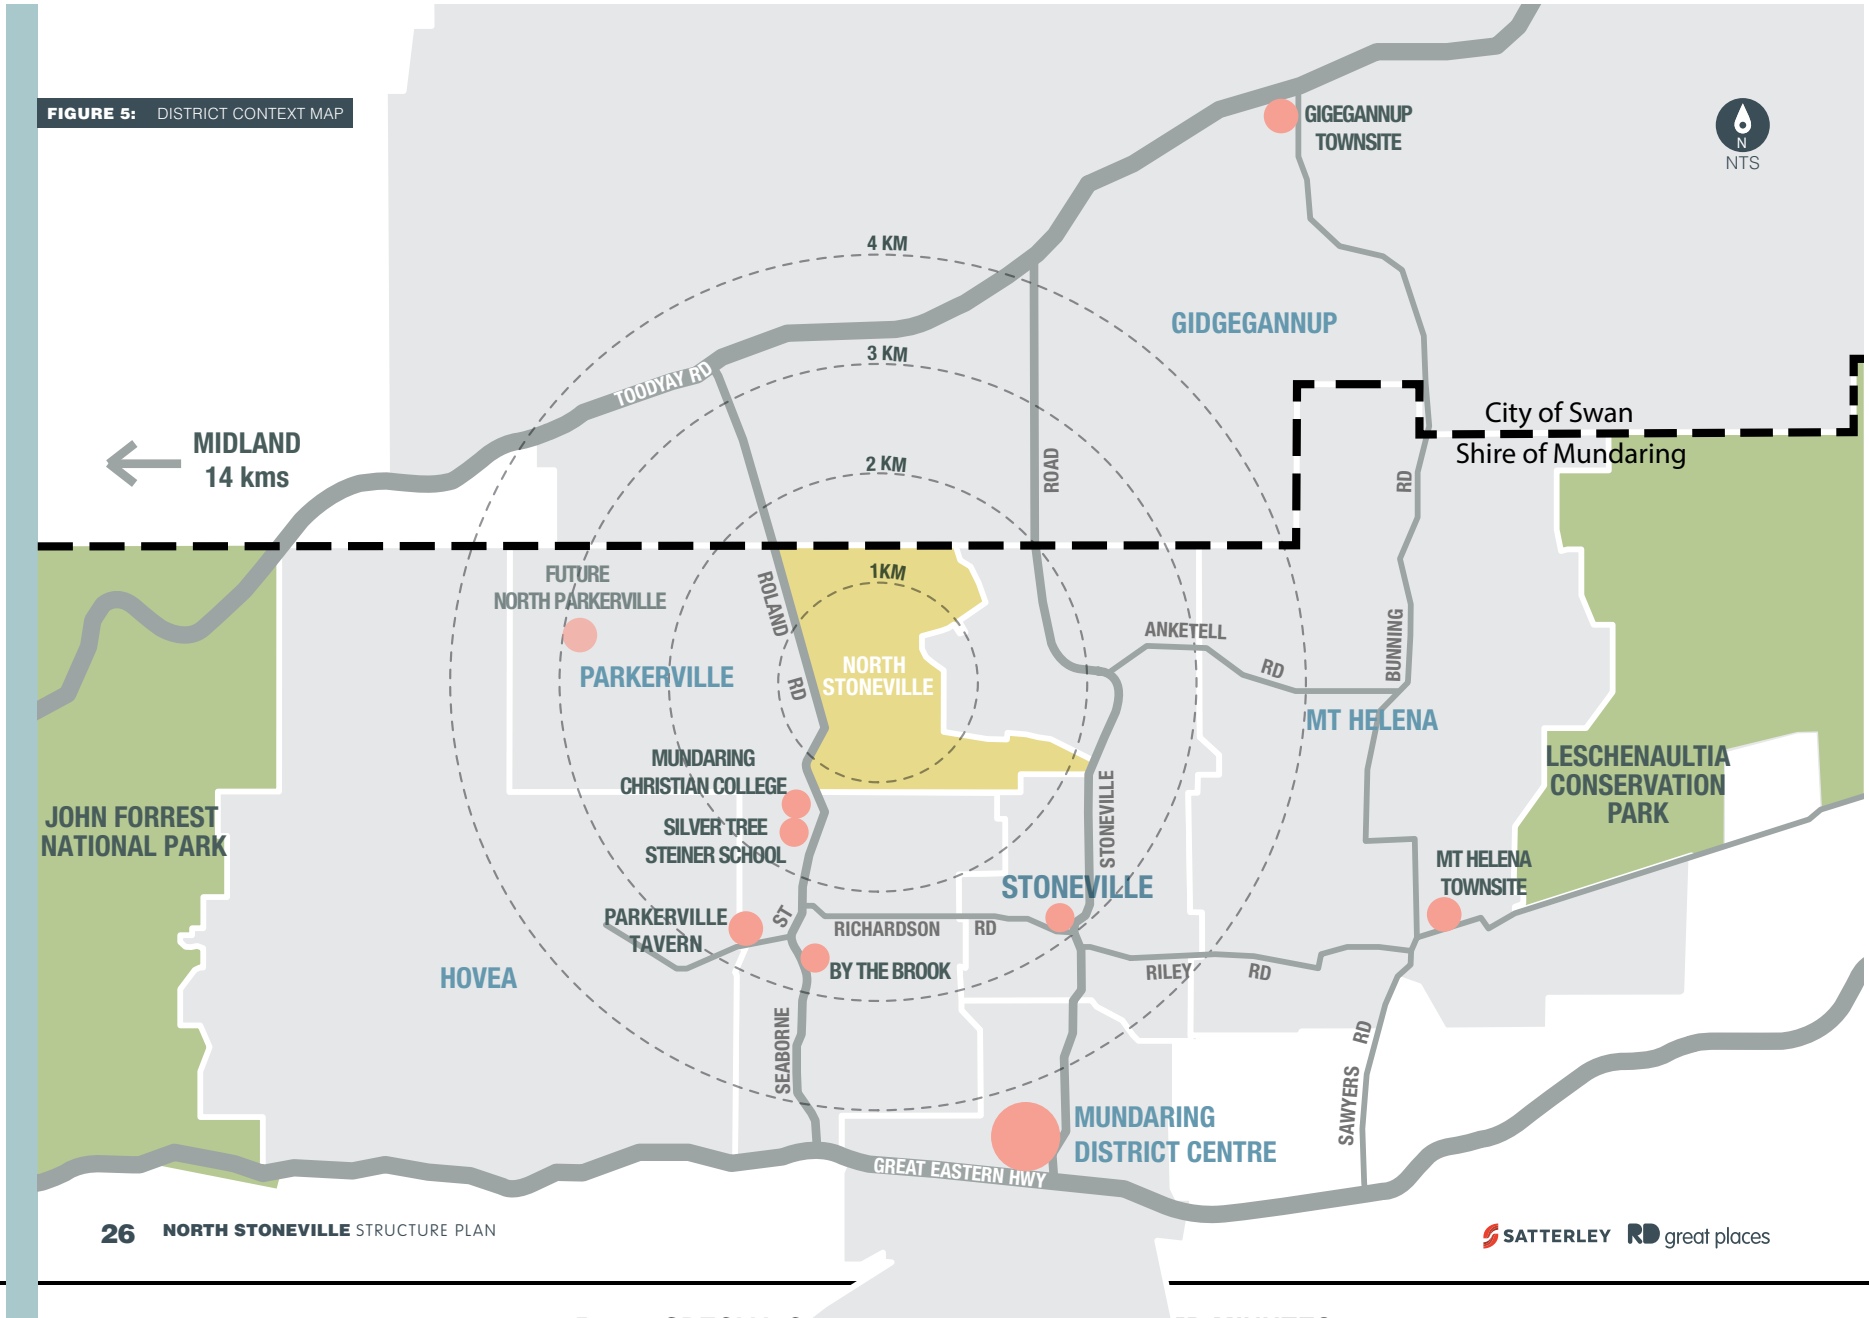 FIGURE 5: DISTRICT CONTEXT MAP
GIGEGANNUP
TOWNSITE
N
NTS
4 KM
GIDGEGANNUP
3 KM
TOODYAY RD
City of Swan
Shire of Mundaring
MIDLAND
14 kms
2 KM
ROAD
RD
FUTURE
NORTH PARKERVILLE
1KM
ROLAND
RD
ANKETELL
RD
BUNNING
PARKERVILLE
NORTH
STONEVILLE
MT HELENA
MUNDARING
CHRISTIAN COLLEGE
LESCHENAULTIA
CONSERVATION
PARK
JOHN FORREST
NATIONAL PARK
SILVER TREE
STEINER SCHOOL
STONEVILLE
STONEVILLE
MT HELENA
TOWNSITE
PARKERVILLE
TAVERN
ST
RICHARDSON RD
BY THE BROOK
RILEY RD
HOVEA
SEABORNE
RD
SAWYERS
MUNDARING
DISTRICT CENTRE
GREAT EASTERN HWY
26 NORTH STONEVILLE STRUCTURE PLAN
SATTERLEY RD great places